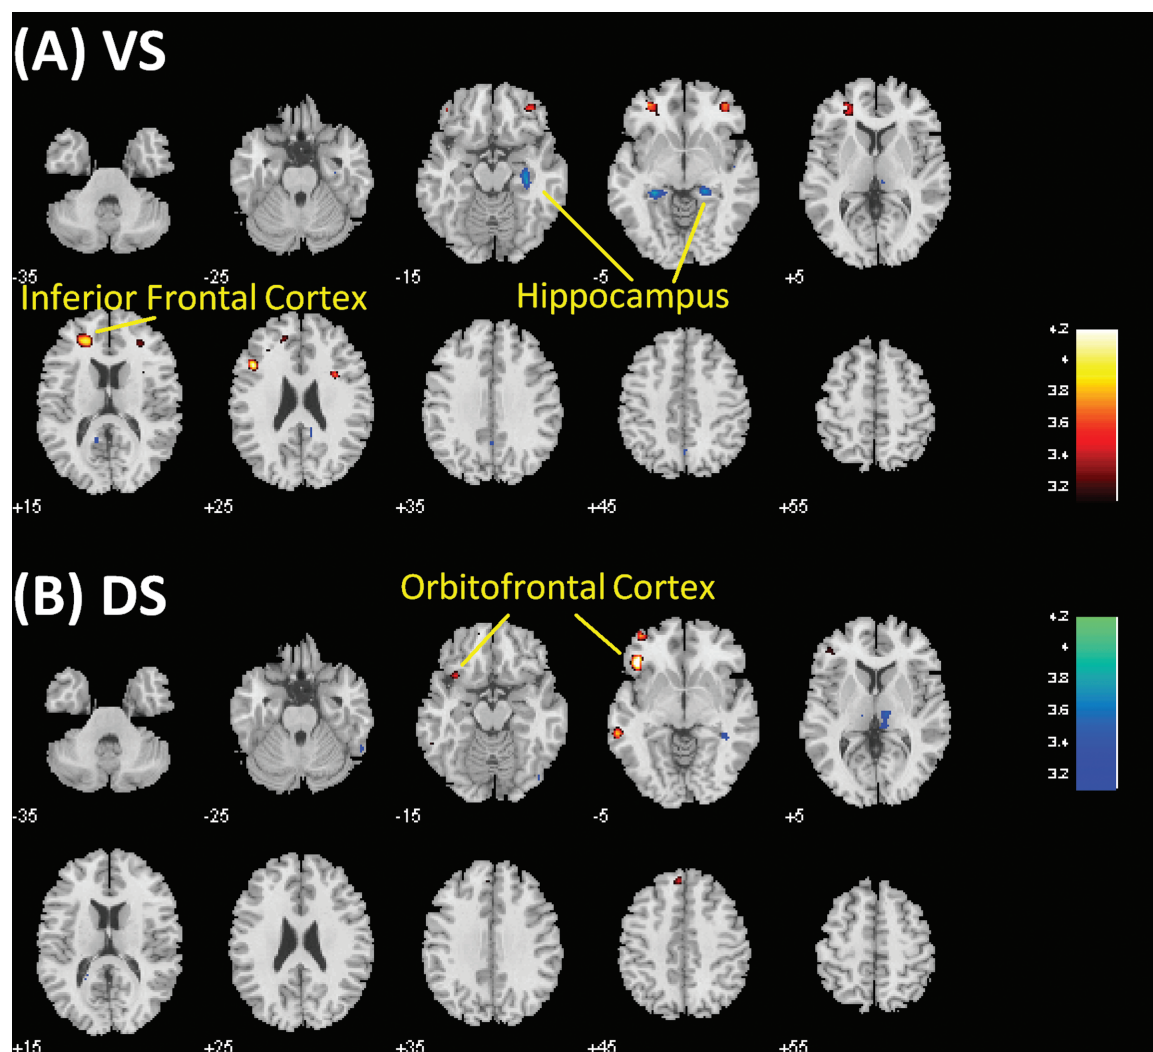 (A) VS
-35 -25 -15 -5 +5
Inferior Frontal Cortex
Hippocampus
+15 +25 +35 +45 +55
4.2
4
3.8
3.6
3.4
3.2
(B) DS
Orbitofrontal Cortex
-35 -25 -15 -5 +5
4.2
4
3.8
3.6
3.4
3.2
+15 +25 +35 +45 +55